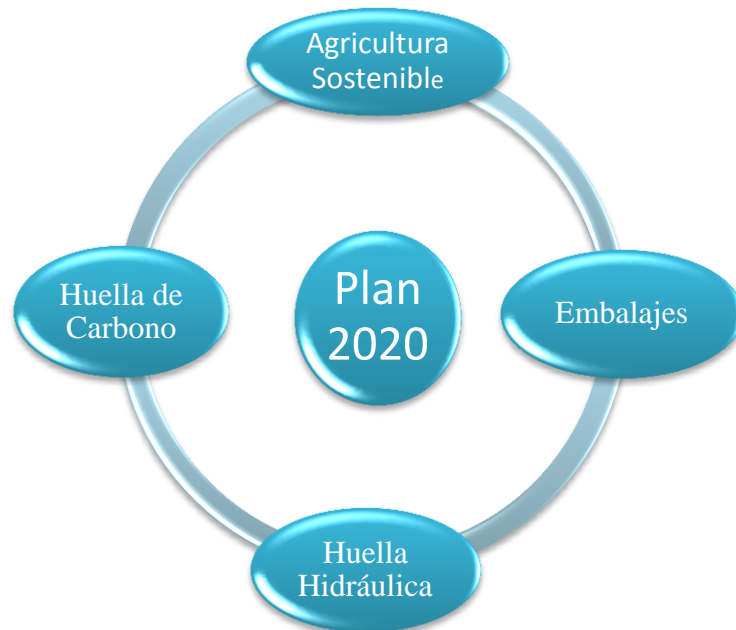 Agricultura
Sostenible
Huella de
Carbono
Plan
2020
Embalajes
Huella
Hidráulica